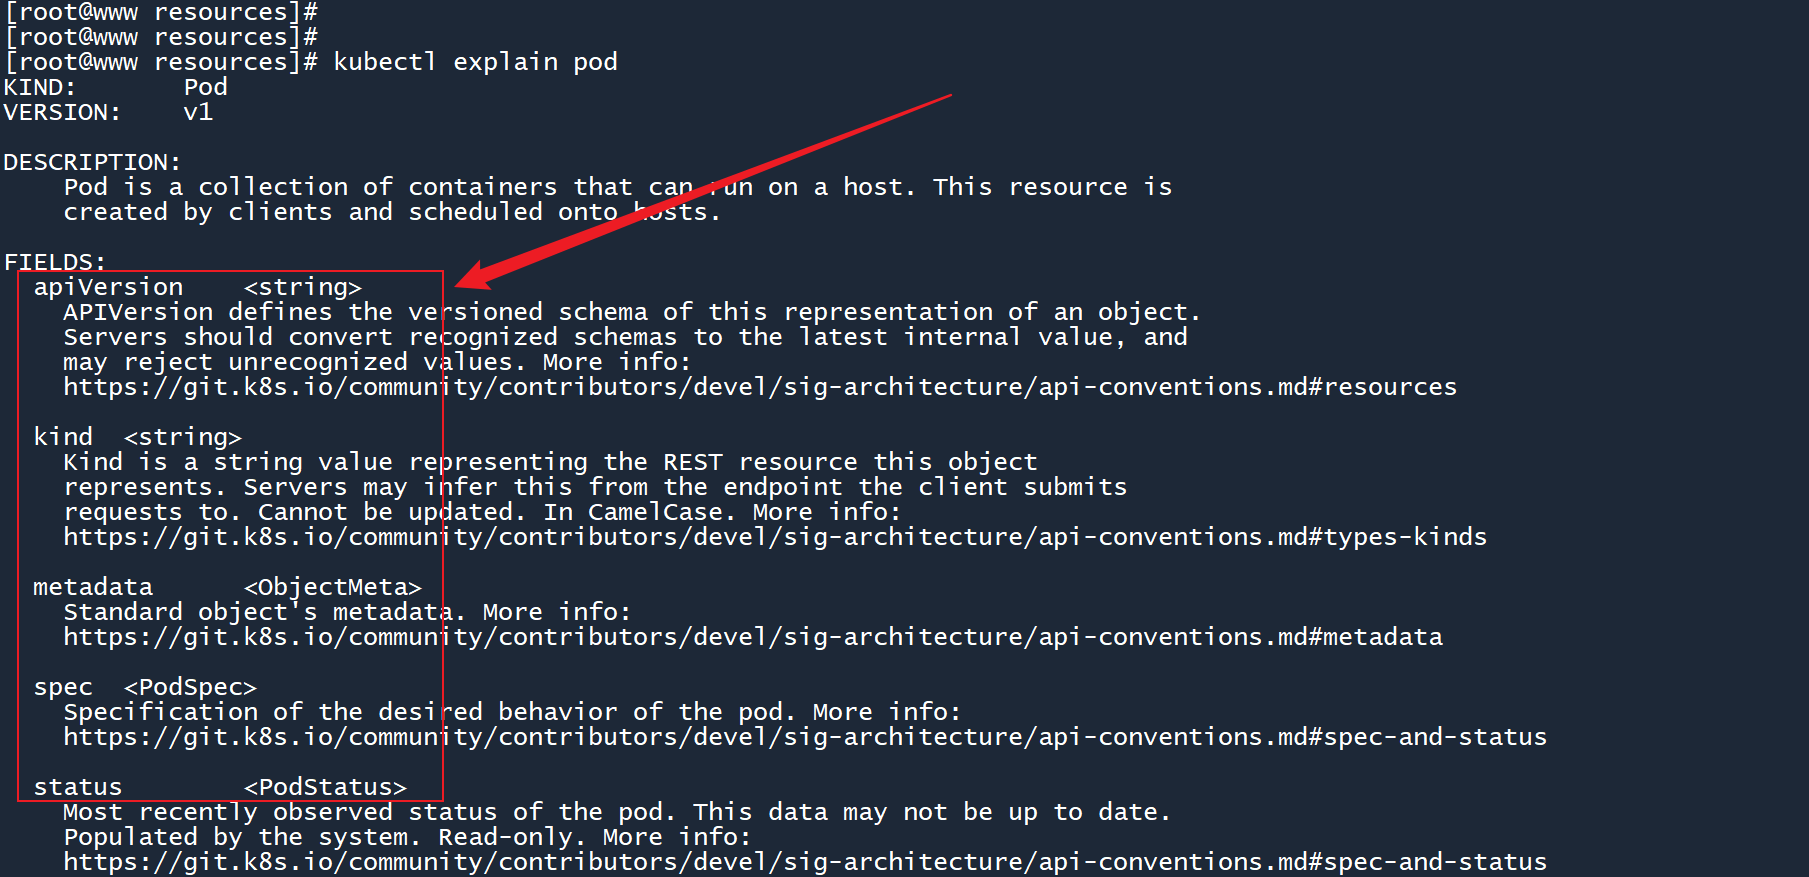 [root@www resources]#
[root@www resources]#
[root@www resources]# kubectl explain pod
KIND:       Pod
VERSION:    v1
DESCRIPTION:
    Pod is a collection of containers that can run on a host. This resource is
    created by clients and scheduled onto hosts.
FIELDS:
  apiVersion    <string>
    APIVersion defines the versioned schema of this representation of an object.
    Servers should convert recognized schemas to the latest internal value, and
    may reject unrecognized values. More info:
    https://git.k8s.io/community/contributors/devel/sig-architecture/api-conventions.md#resources
  kind  <string>
    Kind is a string value representing the REST resource this object
    represents. Servers may infer this from the endpoint the client submits
    requests to. Cannot be updated. In CamelCase. More info:
    https://git.k8s.io/community/contributors/devel/sig-architecture/api-conventions.md#types-kinds
  metadata      <ObjectMeta>
    Standard object's metadata. More info:
    https://git.k8s.io/community/contributors/devel/sig-architecture/api-conventions.md#metadata
  spec  <PodSpec>
    Specification of the desired behavior of the pod. More info:
    https://git.k8s.io/community/contributors/devel/sig-architecture/api-conventions.md#spec-and-status
  status        <PodStatus>
    Most recently observed status of the pod. This data may not be up to date.
    Populated by the system. Read-only. More info:
    https://git.k8s.io/community/contributors/devel/sig-architecture/api-conventions.md#spec-and-status